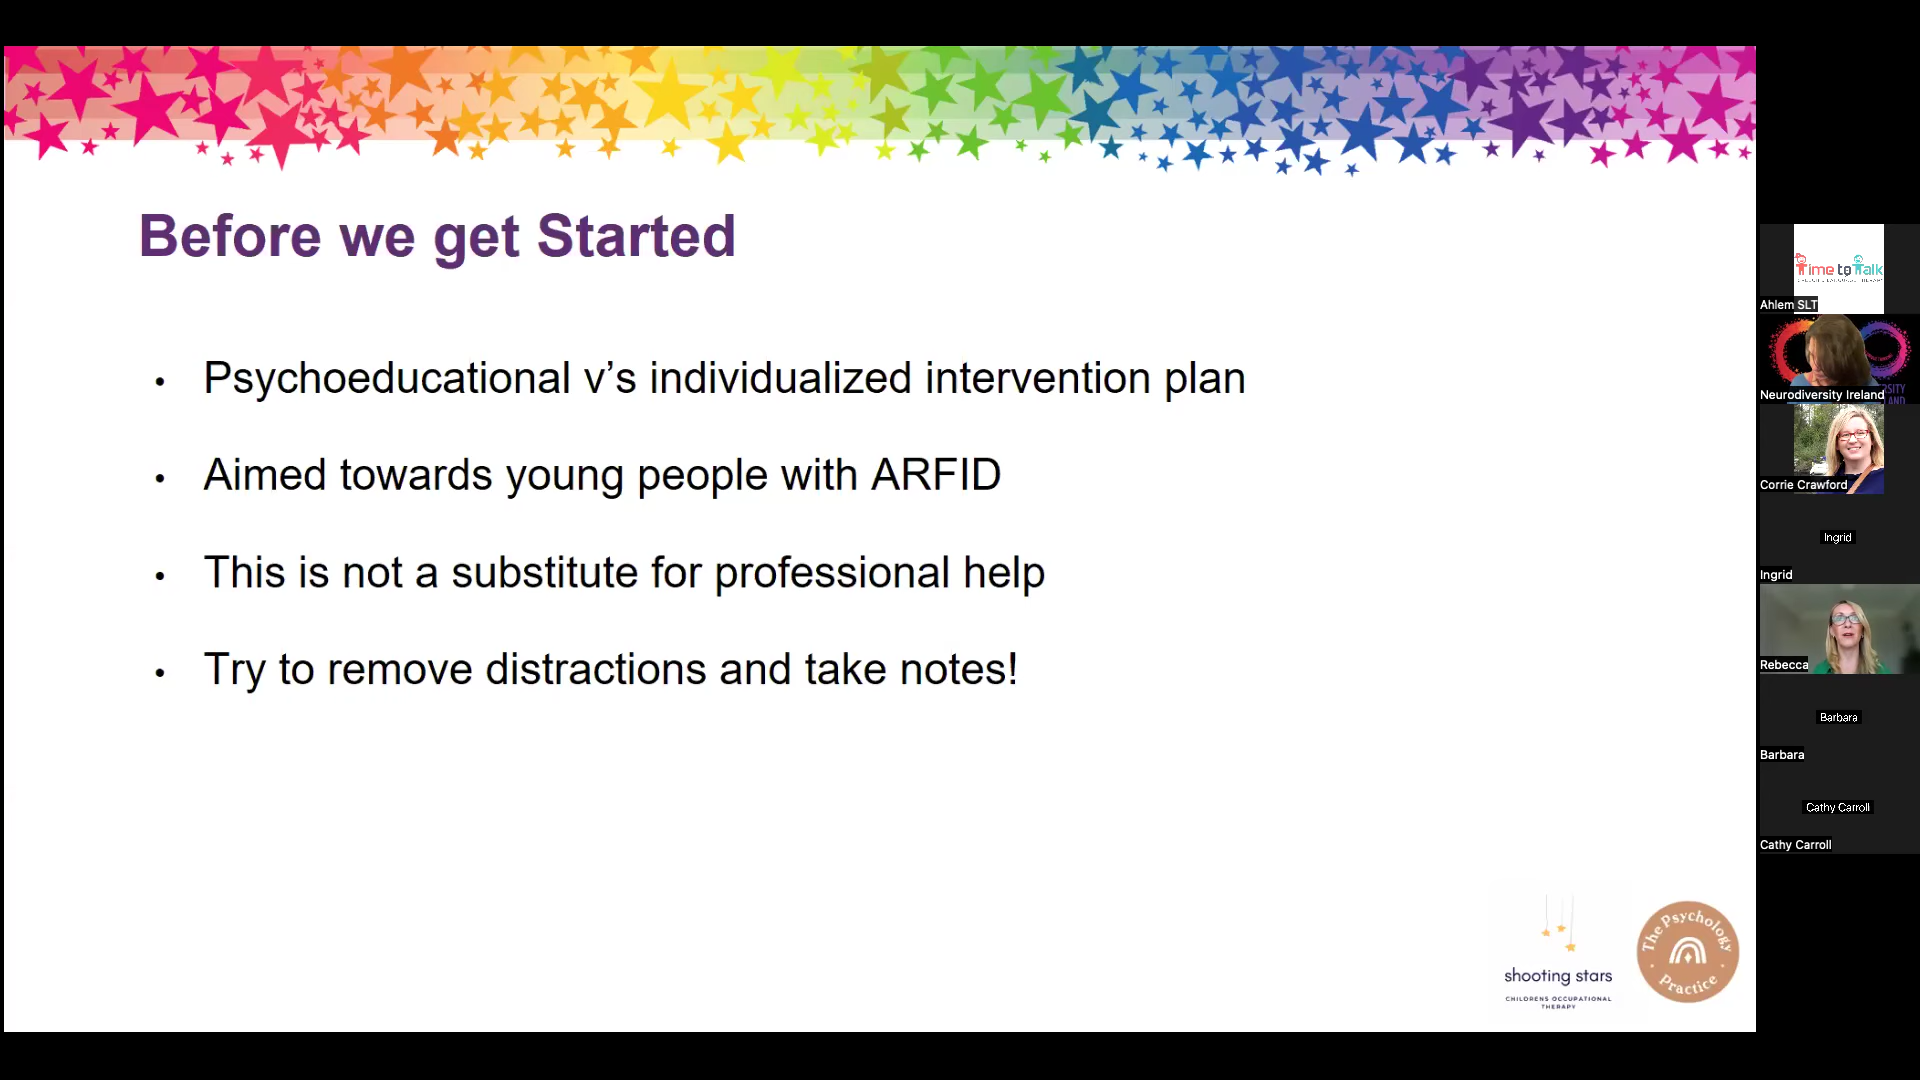 Before we get Started
• Psychoeducational v’s individualized intervention plan
• Aimed towards young people with ARFID
• This is not a substitute for professional help
• Try to remove distractions and take notes!
shooting stars
CHILDRENS OCCUPATIONAL
THERAPY
The Psychology
Practice
Time to Talk
Ahlem SLT
Neurodiversity Ireland
Corrie Crawford
Ingrid
Ingrid
Rebecca
Barbara
Barbara
Cathy Carroll
Cathy Carroll